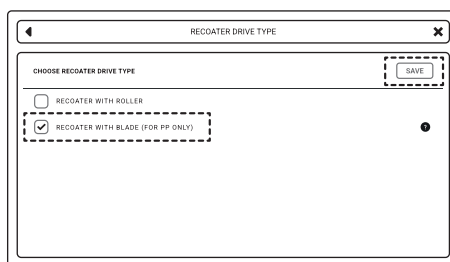 RECOATER DRIVE TYPE
CHOOSE RECOATER DRIVE TYPE
SAVE
RECOATER WITH ROLLER
RECOATER WITH BLADE (FOR PP ONLY)
?